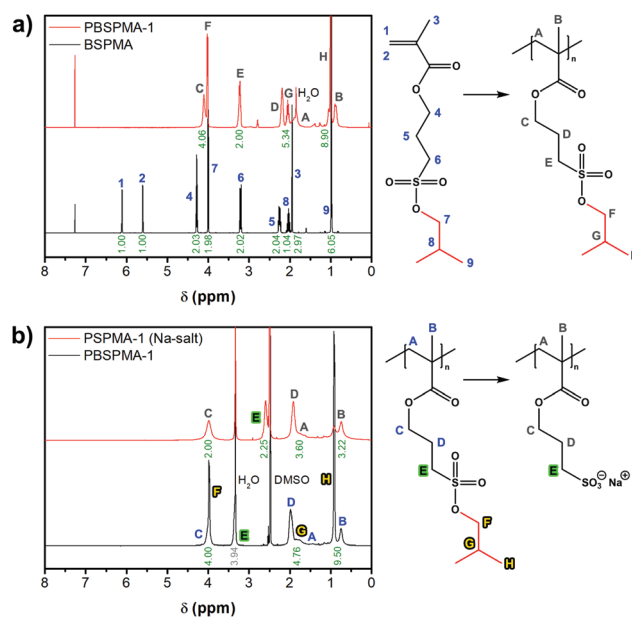 a)
PBSPMA-1
BSPMA
F
H
C
E
D
G
H₂O
A
B
4.06
2.00
5.34
8.90
1
2
4
7
6
5
8
3
9
1.00
1.00
2.03
1.98
2.02
2.04
1.04
2.97
6.05
8 7 6 5 4 3 2 1 0
δ (ppm)
1
2
3
O
O
4
5
6
O
S
O
O
7
8
9
A
B
n
O
O
C
D
E
O
S
O
O
F
G
b)
PSPMA-1 (Na-salt)
PBSPMA-1
C
E
D
A
B
2.00
2.25
3.60
3.22
F
H₂O
DMSO
H
C
E
D
G
A
B
4.00
3.94
4.76
9.50
8 7 6 5 4 3 2 1 0
δ (ppm)
A
B
n
O
O
C
D
E
O
S
O
O
F
G
H
A
B
n
O
O
C
D
E
SO₃⊖ Na⊕